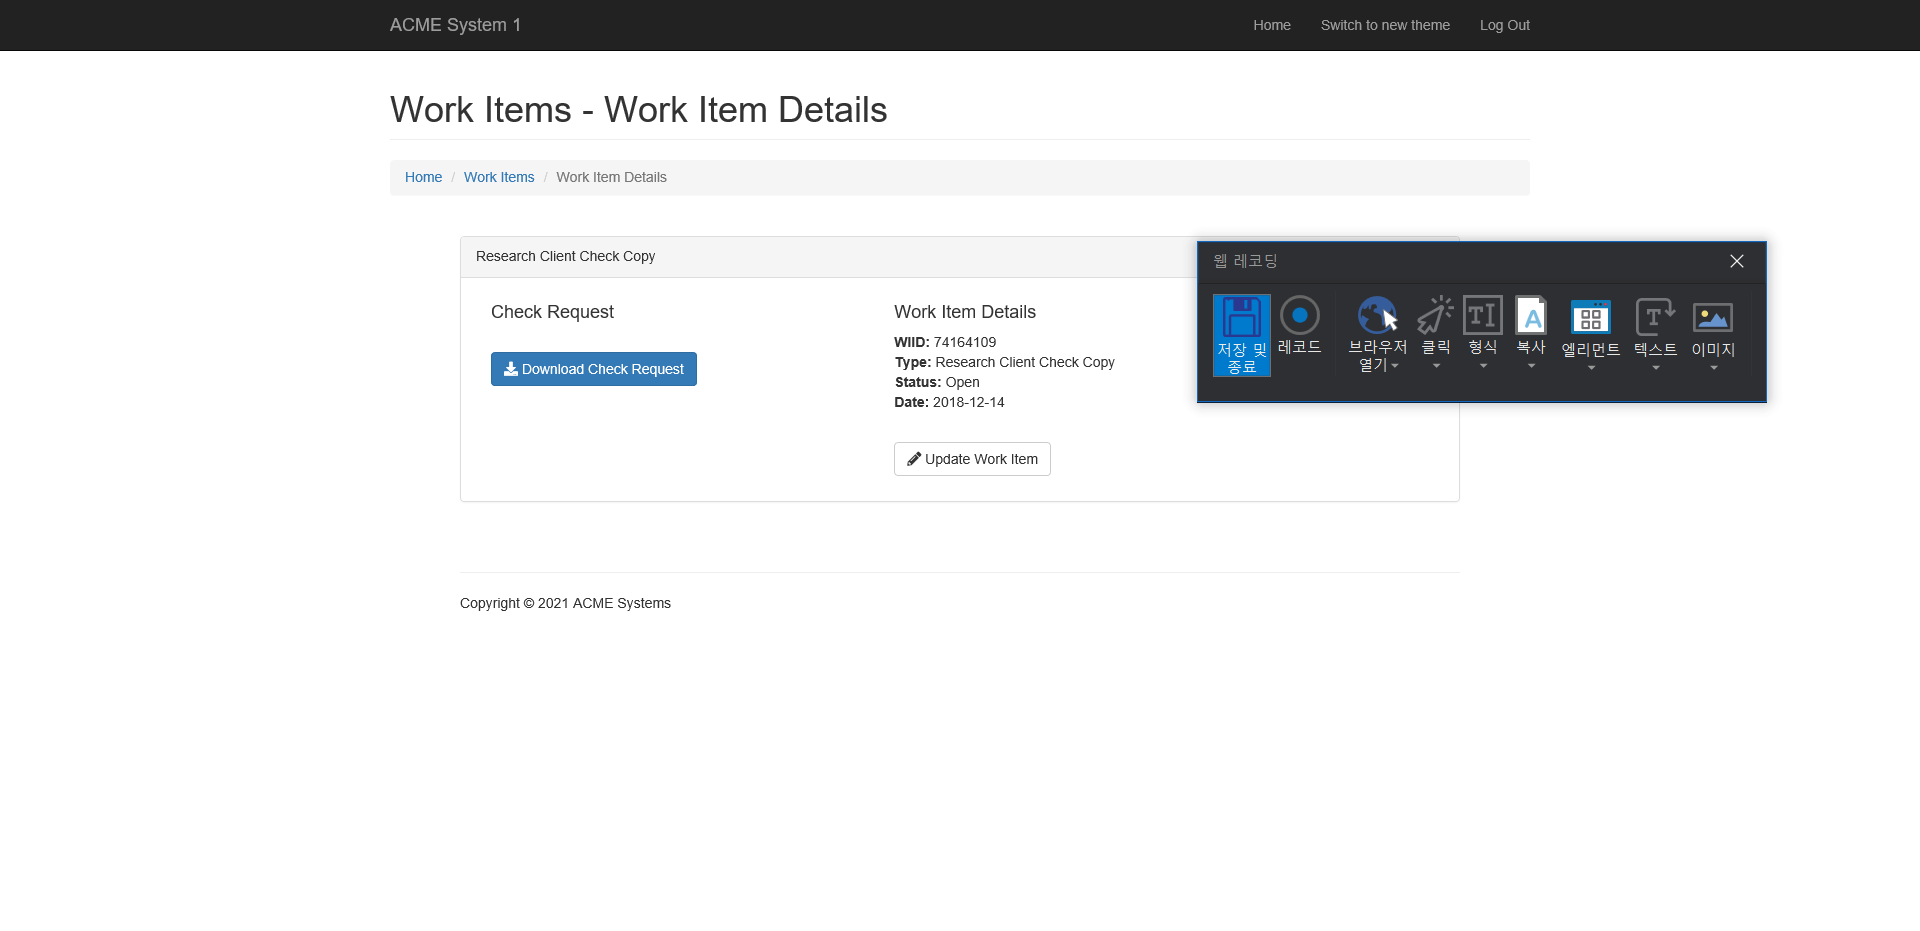 ACME System 1
Home
Switch to new theme
Log Out
Work Items - Work Item Details
Home / Work Items / Work Item Details
Research Client Check Copy
Check Request
Download Check Request
Work Item Details
WIID: 74164109
Type: Research Client Check Copy
Status: Open
Date: 2018-12-14
Update Work Item
웹 레코딩
저장 및
종료
레코드
브라우저
열기
클릭
형식
복사
엘리먼트
텍스트
이미지
Copyright © 2021 ACME Systems